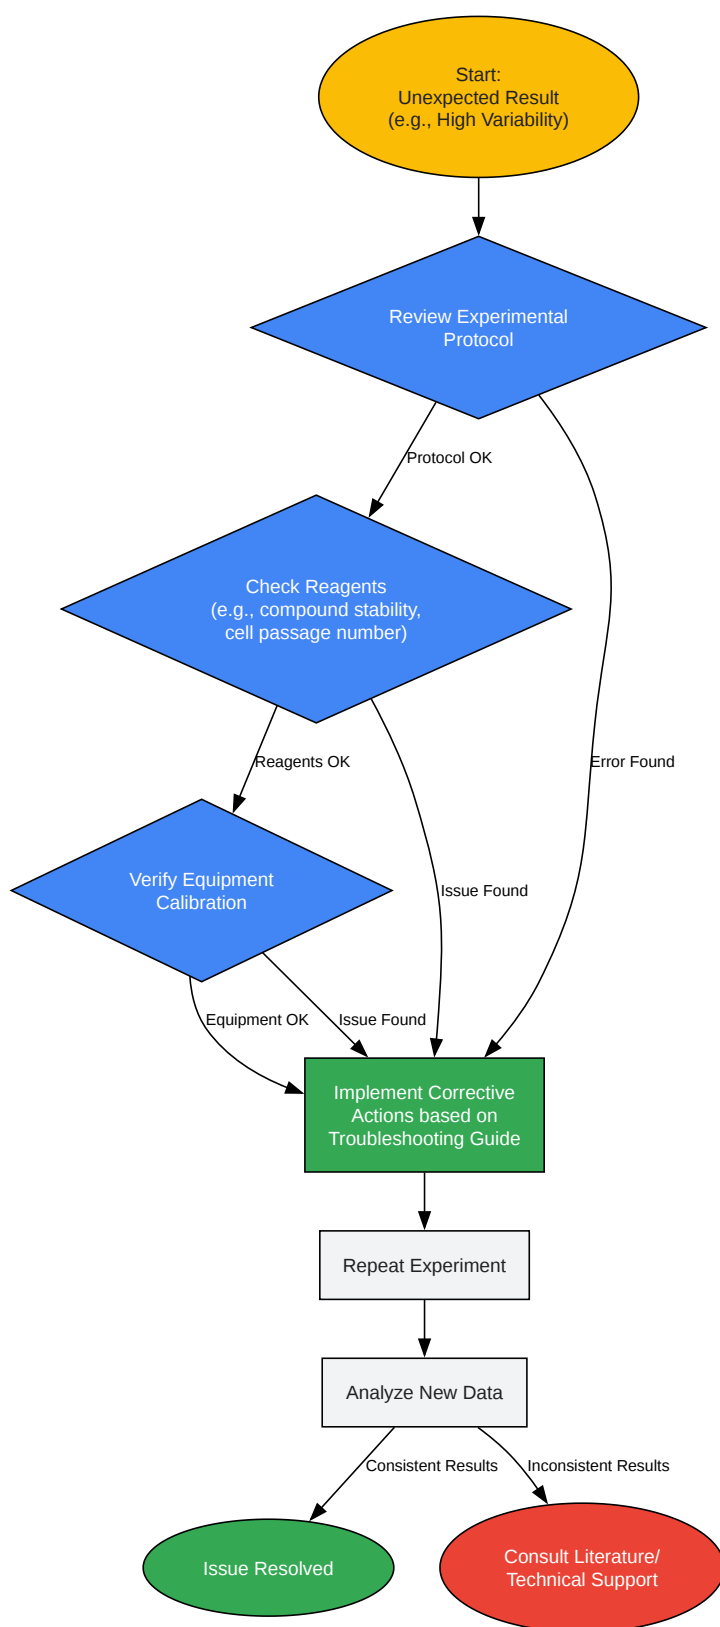 Start:
Unexpected Result
(e.g., High Variability)
Review Experimental
Protocol
Protocol OK
Check Reagents
(e.g., compound stability,
cell passage number)
Reagents OK
Error Found
Verify Equipment
Calibration
Issue Found
Equipment OK
Issue Found
Implement Corrective
Actions based on
Troubleshooting Guide
Repeat Experiment
Analyze New Data
Consistent Results
Inconsistent Results
Issue Resolved
Consult Literature/
Technical Support